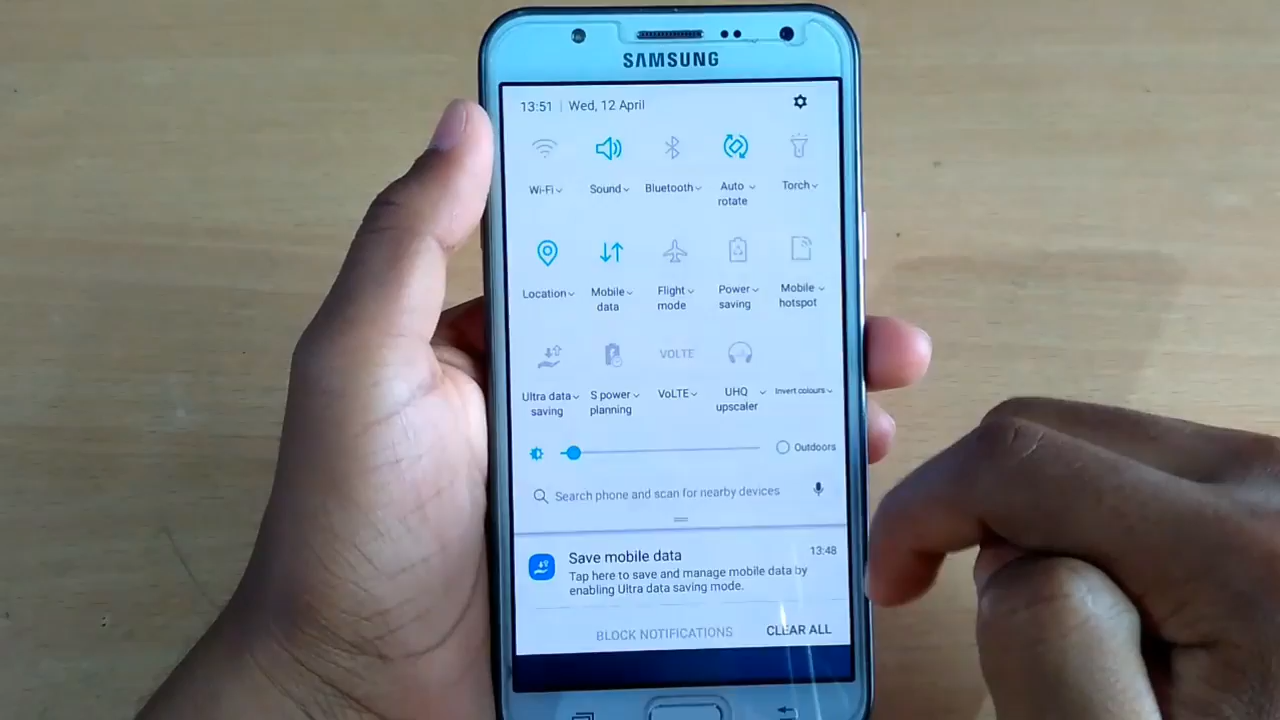 SAMSUNG
13:51 | Wed, 12 April
Wi-Fi Sound Bluetooth Auto rotate Torch
Location Mobile data Flight mode Power saving Mobile hotspot
VOLTE
Ultra data saving S power planning VoLTE UHQ upscaler Invert colours
Outdoors
Search phone and scan for nearby devices
Save mobile data 13:48
Tap here to save and manage mobile data by
enabling Ultra data saving mode.
BLOCK NOTIFICATIONS CLEAR ALL